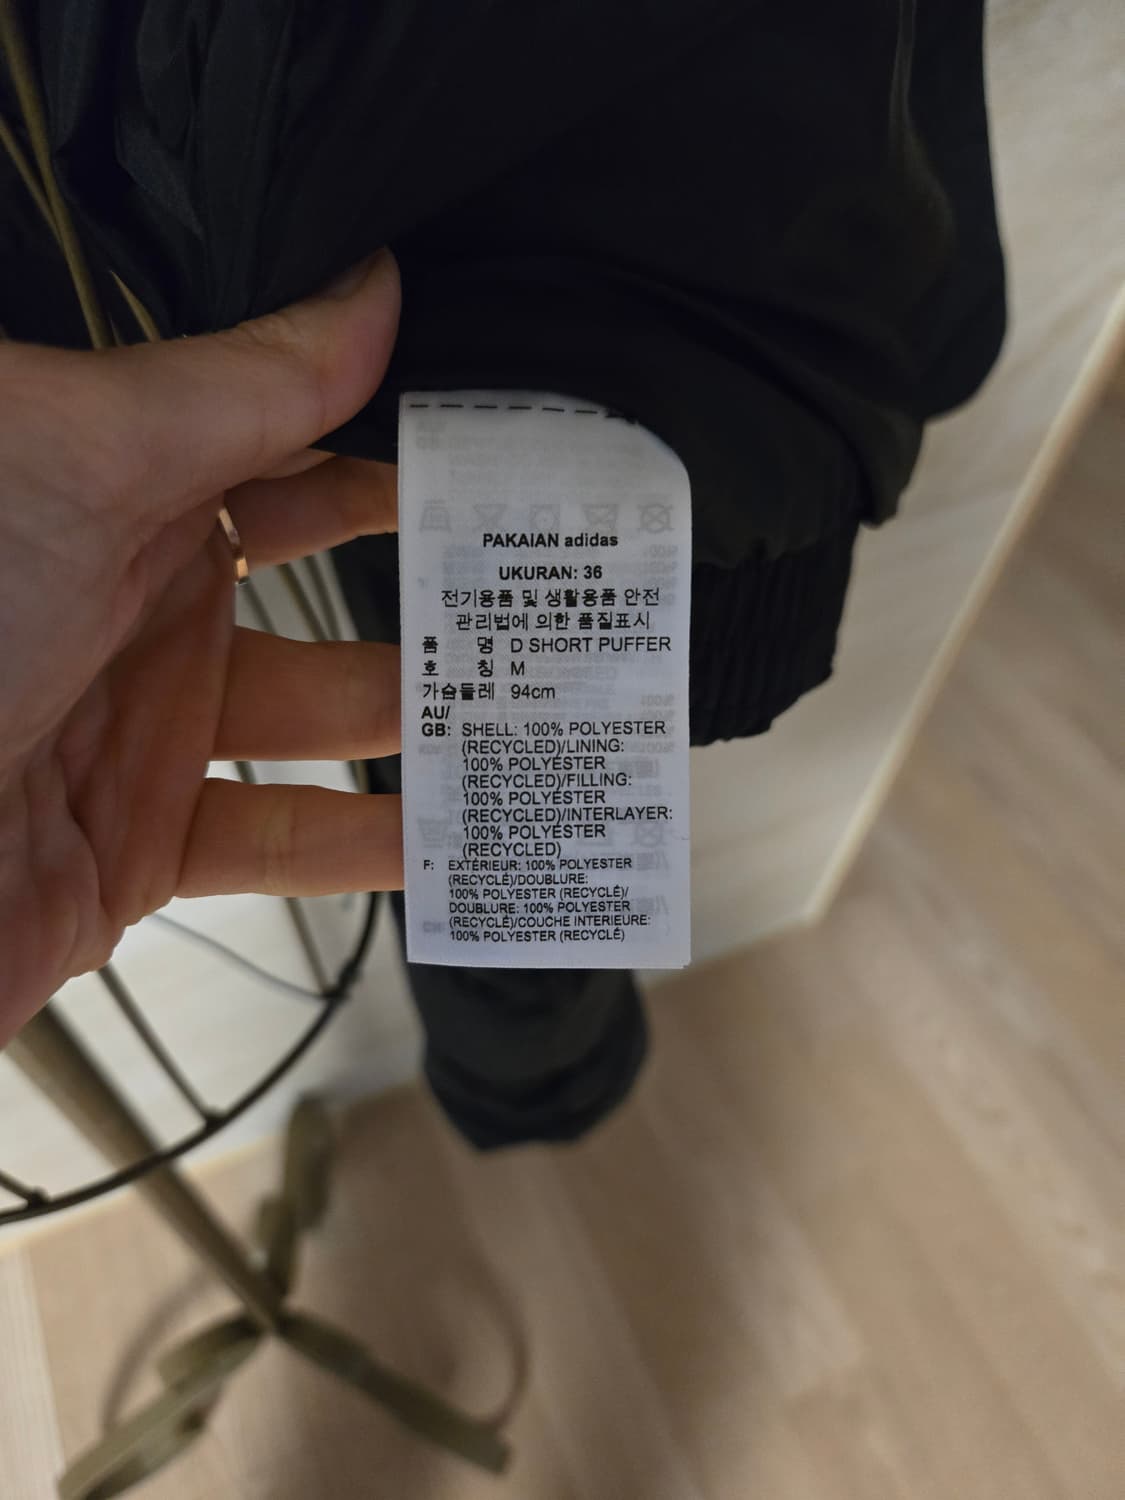 PAKAIAN adidas
UKURAN: 36
전기용품 및 생활용품 안전
관리법에 의한 품질표시
품 명 D SHORT PUFFER
호 칭 M
가슴둘레 94cm
AU/
GB: SHELL: 100% POLYESTER
(RECYCLED)/LINING:
100% POLYESTER
(RECYCLED)/FILLING:
100% POLYESTER
(RECYCLED)/INTERLAYER:
100% POLYESTER
(RECYCLED)
F: EXTÉRIEUR: 100% POLYESTER
(RECYCLÉ)/DOUBLURE:
100% POLYESTER (RECYCLÉ)/
DOUBLURE: 100% POLYESTER
(RECYCLÉ)/COUCHE INTERIEURE:
100% POLYESTER (RECYCLÉ)